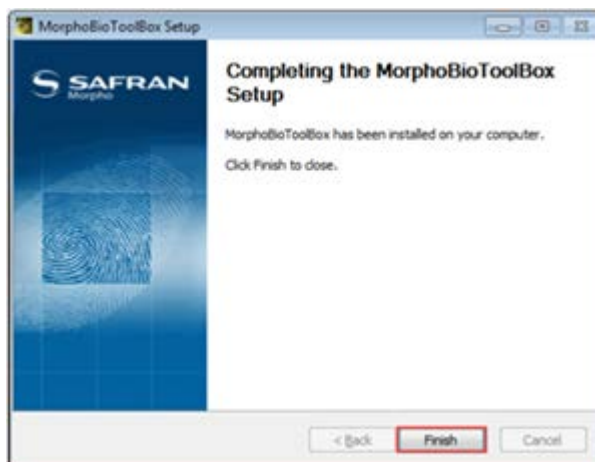 MorphoBioToolBox Setup
SAFRAN
Morpho
Completing the MorphoBioToolBox
Setup
MorphoBioToolBox has been installed on your computer.
Click Finish to close.
< Back
Finish
Cancel